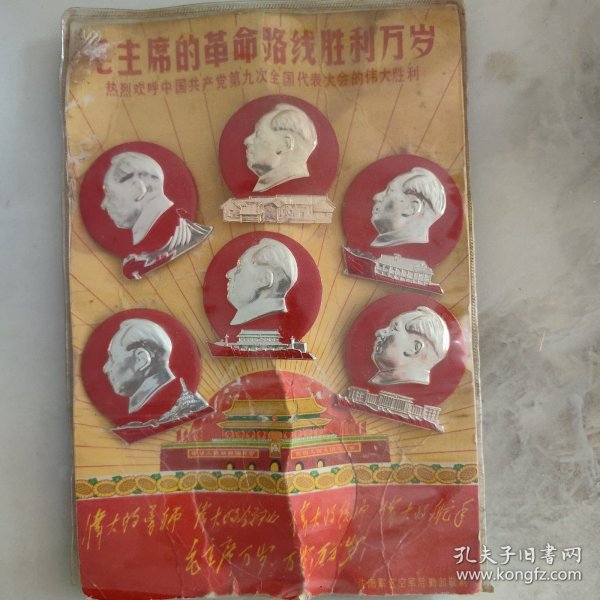 毛主席的革命路线胜利万岁
热烈欢呼中国共产党第九次全国代表大会的伟大胜利
伟大的导师 伟大的领袖 伟大的统帅 伟大的舵手
毛主席万岁 万岁 万万岁
孔夫子旧书网
www.kongfz.com